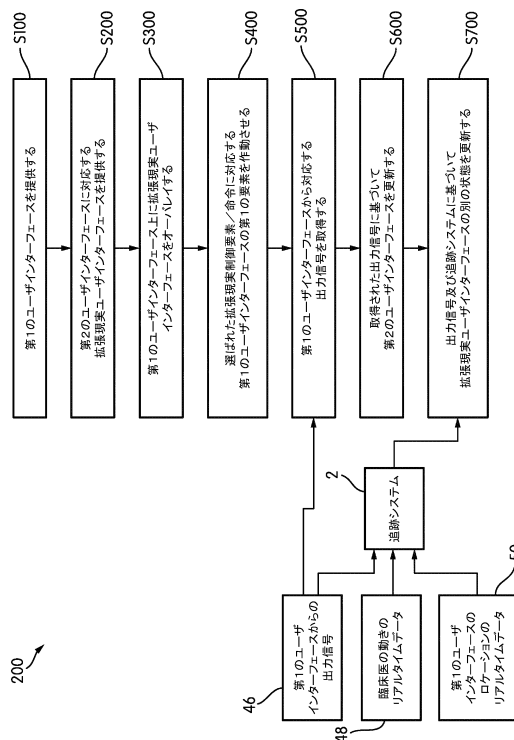 200
S100
第1のユーザインターフェースを提供する
S200
第2のユーザインターフェースに対応する
拡張現実ユーザインターフェースを提供する
S300
第1のユーザインターフェース上に拡張現実ユーザ
インターフェースをオーバレイする
S400
選ばれた拡張現実制御要素／命令に対応する
第1のユーザインターフェースの第1の要素を作動させる
S500
第1のユーザインターフェースから対応する
出力信号を取得する
S600
取得された出力信号に基づいて
第2のユーザインターフェースを更新する
S700
出力信号及び追跡システムに基づいて
拡張現実ユーザインターフェースの別の状態を更新する
2
追跡システム
46
第1のユーザ
インターフェースからの
出力信号
48
臨床医の動きの
リアルタイムデータ
50
第1のユーザ
インターフェースの
ロケーションの
リアルタイムデータ